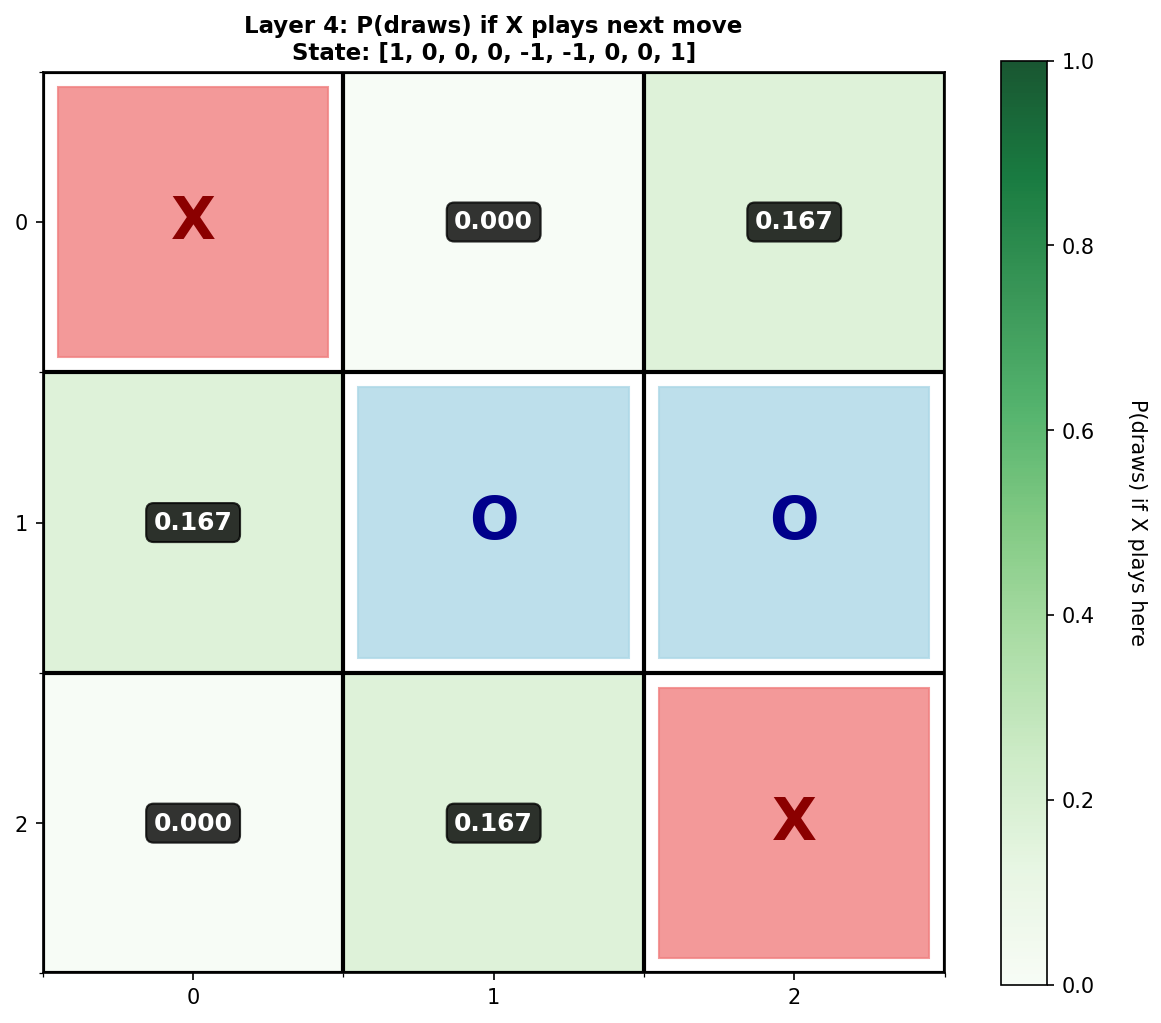 Layer 4: P(draws) if X plays next move
State: [1, 0, 0, 0, -1, -1, 0, 0, 1]
0
X
0.000
0.167
1
0.167
O
O
2
0.000
0.167
X
0
1
2
1.0
0.8
0.6
0.4
0.2
0.0
P(draws) if X plays here